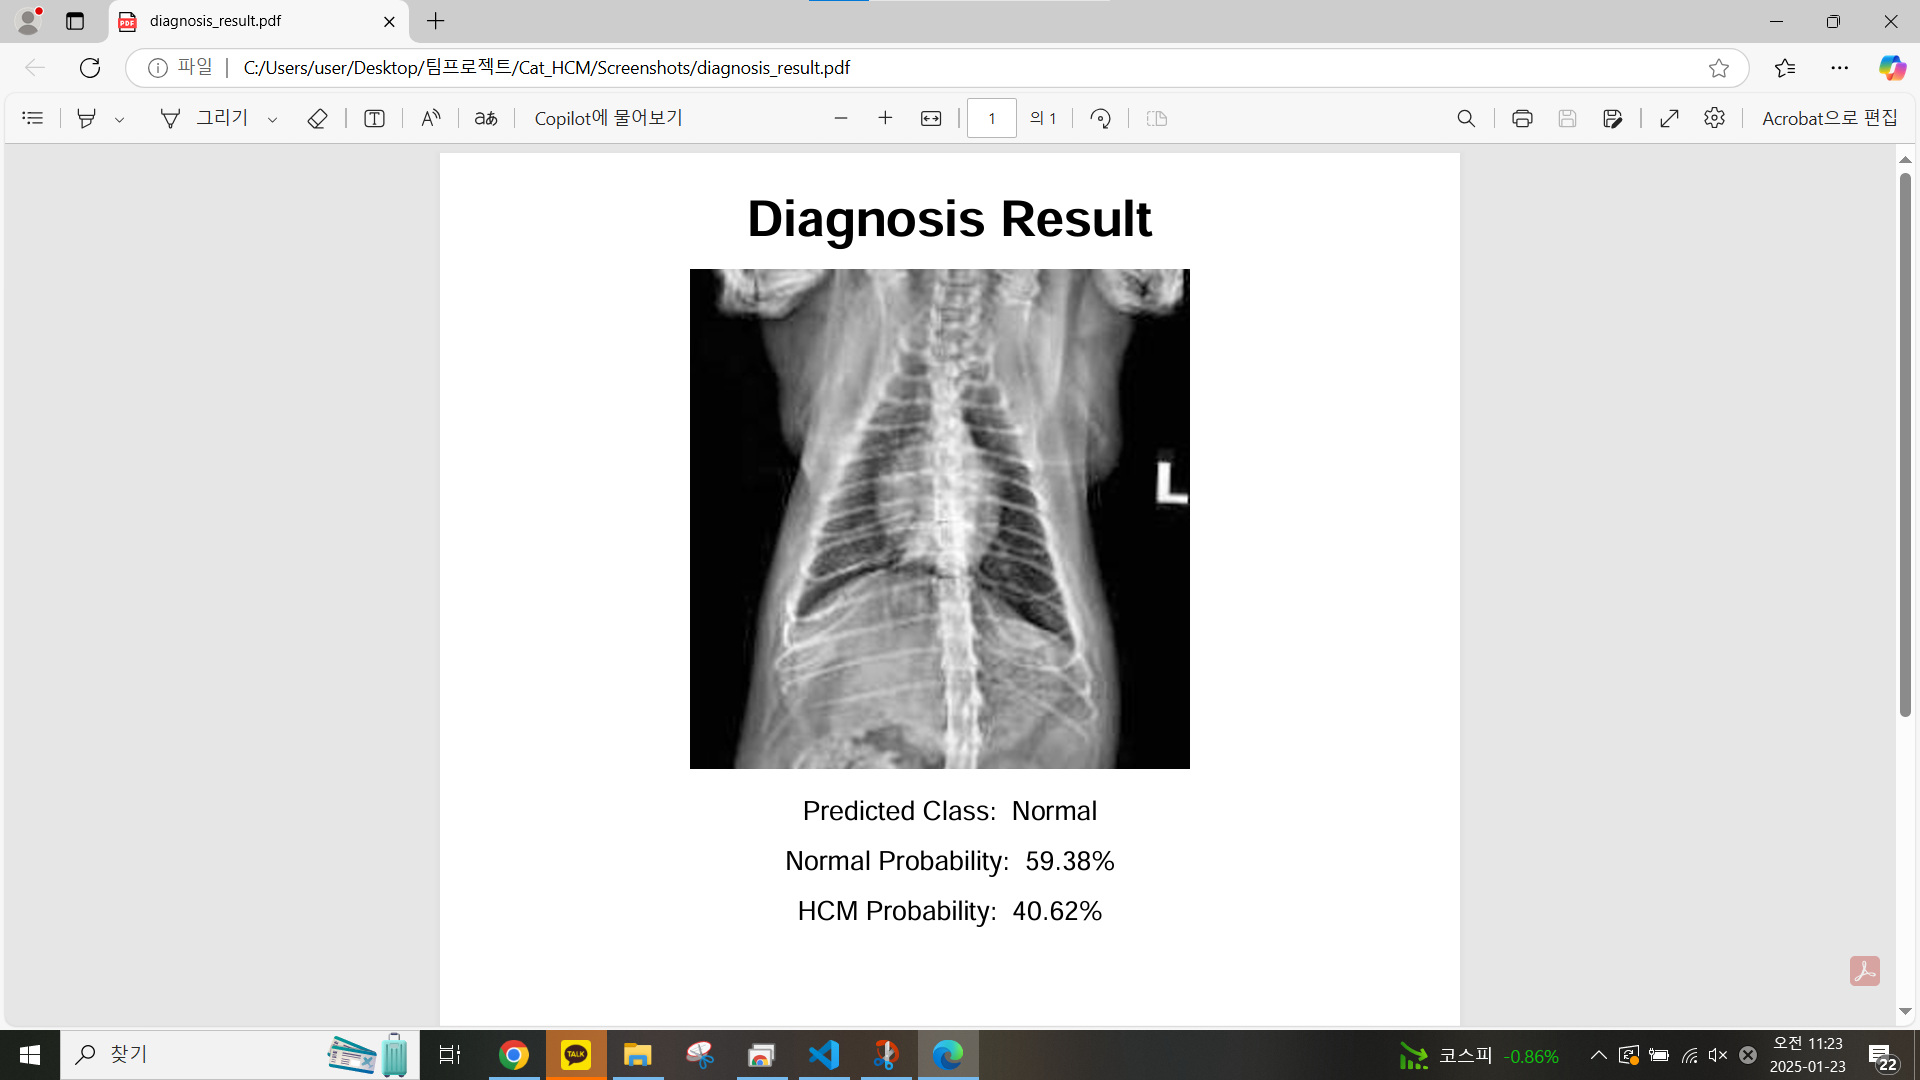 diagnosis_result.pdf
파일 C:/Users/user/Desktop/팀프로젝트/Cat_HCM/Screenshots/diagnosis_result.pdf
그리기 T A aあ Copilot에 물어보기 1 의 1 Acrobat으로 편집
Diagnosis Result
L
Predicted Class: Normal
Normal Probability: 59.38%
HCM Probability: 40.62%
찾기 TALK 코스피 -0.86% 오전 11:23
2025-01-23 22